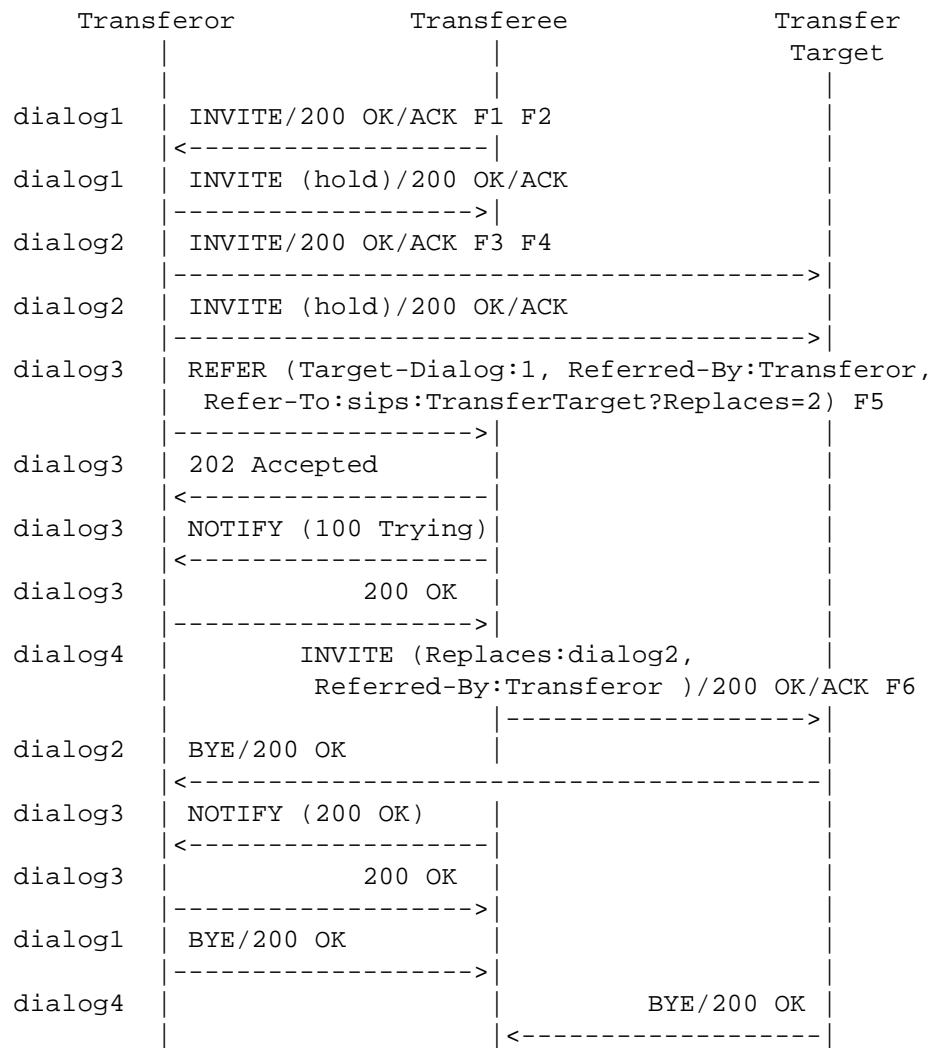 Transferor Transferee Transfer
Target
dialog1 INVITE/200 OK/ACK F1 F2
dialog1 INVITE (hold)/200 OK/ACK
dialog2 INVITE/200 OK/ACK F3 F4
dialog2 INVITE (hold)/200 OK/ACK
dialog3 REFER (Target-Dialog:1, Referred-By:Transferor,
Refer-To:sips:TransferTarget?Replaces=2) F5
dialog3 202 Accepted
dialog3 NOTIFY (100 Trying)
dialog3 200 OK
dialog4 INVITE (Replaces:dialog2,
Referred-By:Transferor )/200 OK/ACK F6
dialog2 BYE/200 OK
dialog3 NOTIFY (200 OK)
dialog3 200 OK
dialog1 BYE/200 OK
dialog4 BYE/200 OK